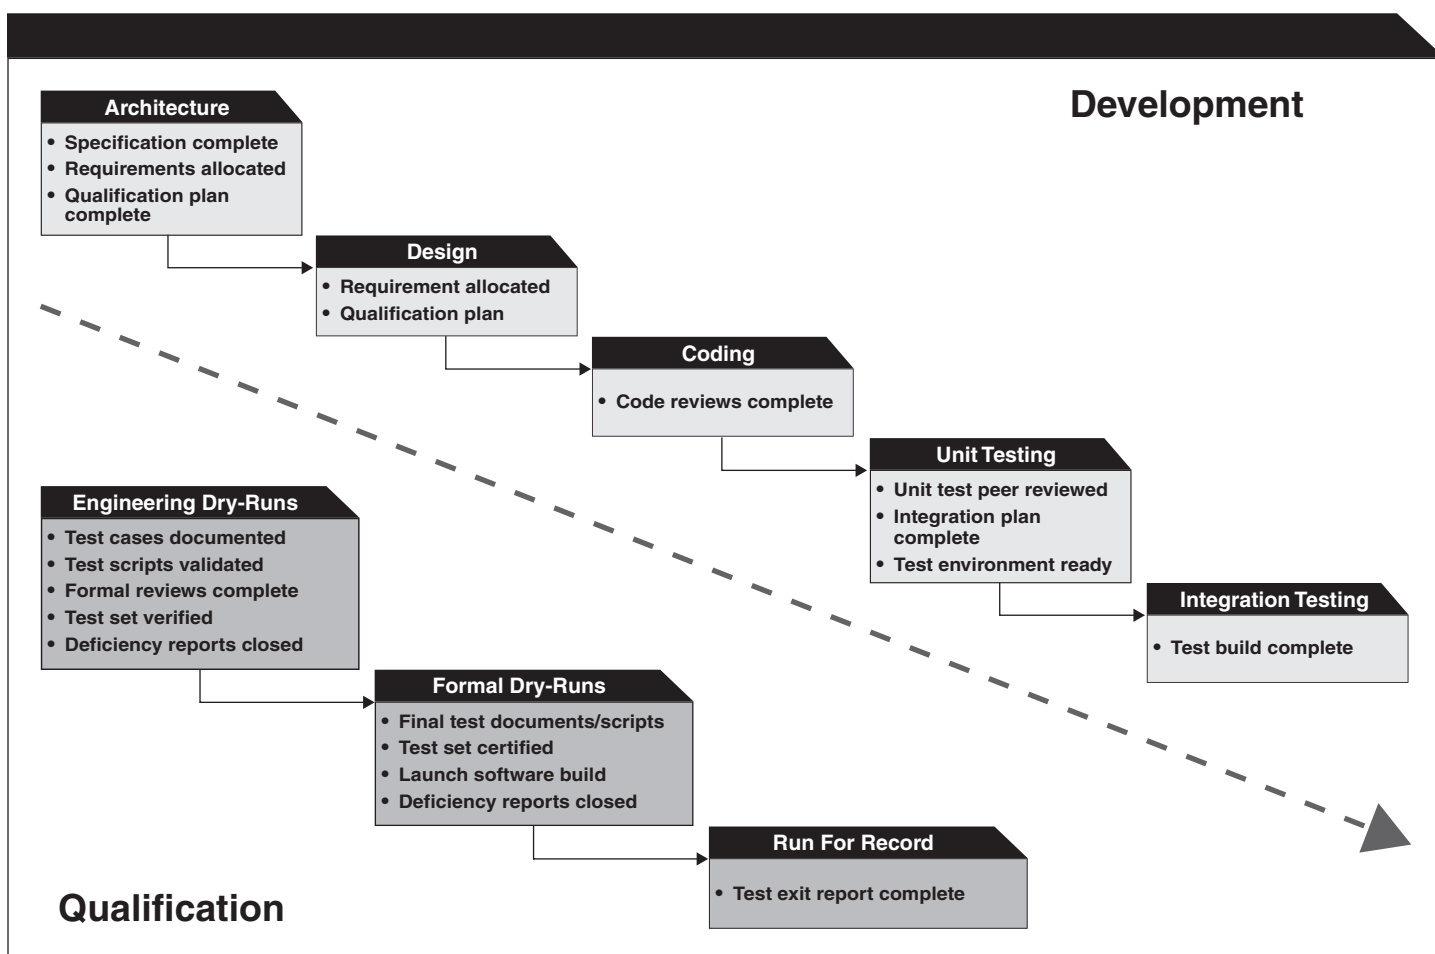 Development
Architecture
• Specification complete
• Requirements allocated
• Qualification plan
complete
Design
• Requirement allocated
• Qualification plan
Coding
• Code reviews complete
Unit Testing
• Unit test peer reviewed
• Integration plan
complete
• Test environment ready
Integration Testing
• Test build complete
Engineering Dry-Runs
• Test cases documented
• Test scripts validated
• Formal reviews complete
• Test set verified
• Deficiency reports closed
Formal Dry-Runs
• Final test documents/scripts
• Test set certified
• Launch software build
• Deficiency reports closed
Run For Record
• Test exit report complete
Qualification